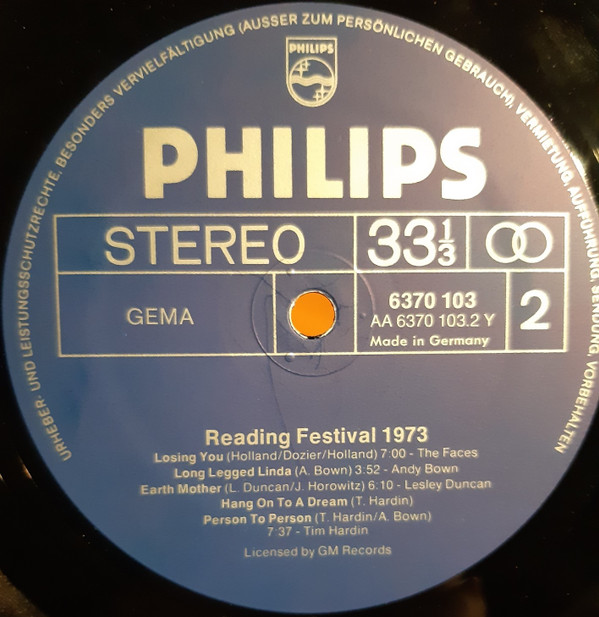 URHEBER- UND LEISTUNGSSCHUTZRECHTE, BESONDERS VERVIELFÄLTIGUNG (AUSSER ZUM PERSÖNLICHEN GEBRAUCH), VERMIETUNG, AUFFÜHRUNG, SENDUNG, VORBEHALTEN
PHILIPS
PHILIPS
STEREO
33 1/3
GEMA
6370 103
AA 6370 103.2 Y
Made in Germany
2
Reading Festival 1973
Losing You (Holland/Dozier/Holland) 7:00 - The Faces
Long Legged Linda (A. Bown) 3:52 - Andy Bown
Earth Mother (L. Duncan/J. Horowitz) 6:10 - Lesley Duncan
Hang On To A Dream (T. Hardin)
Person To Person (T. Hardin/A. Bown)
7:37 - Tim Hardin
Licensed by GM Records